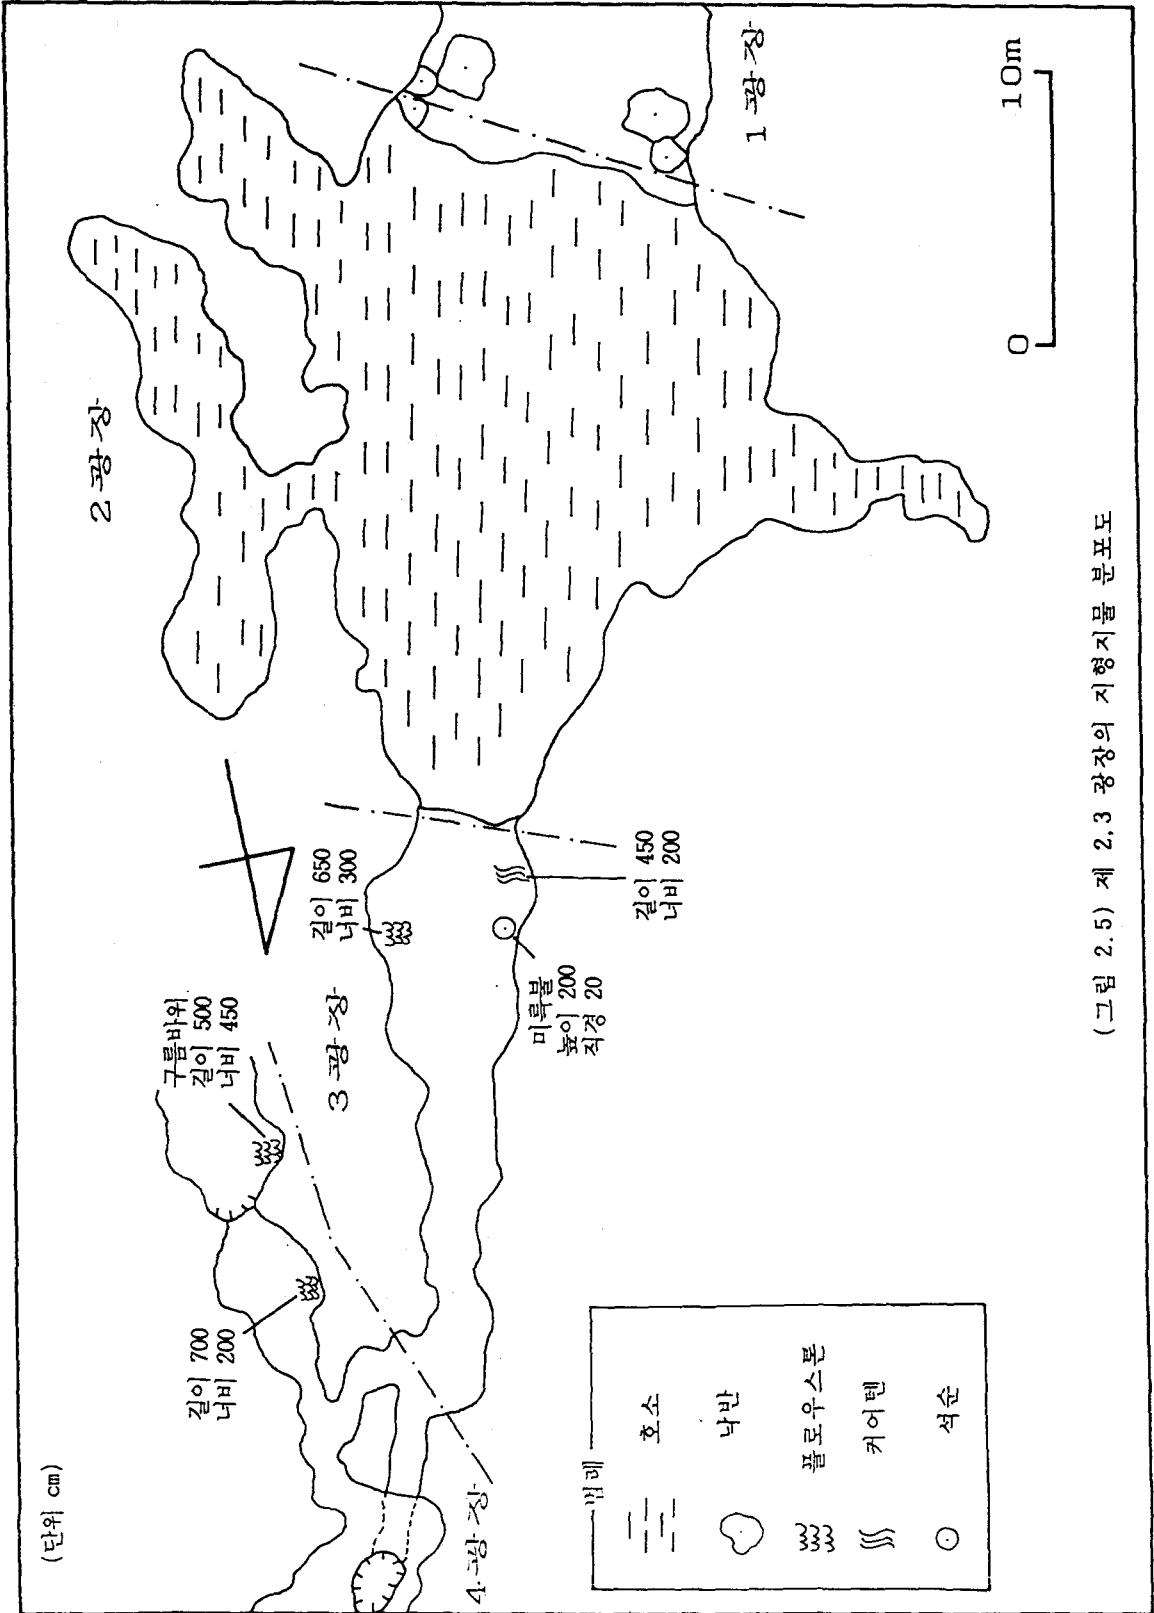 (단위 cm)
4광장
길이 700
너비 200
구름바위
길이 500
너비 450
3광장
길이 650
너비 300
미륵불
높이 200
직경 20
길이 450
너비 200
2광장
1광장
범례
호소
낙반
플로우스톤
커어텐
석순
0 10m
(그림 2.5) 제 2.3 광장의 지형지물 분포도